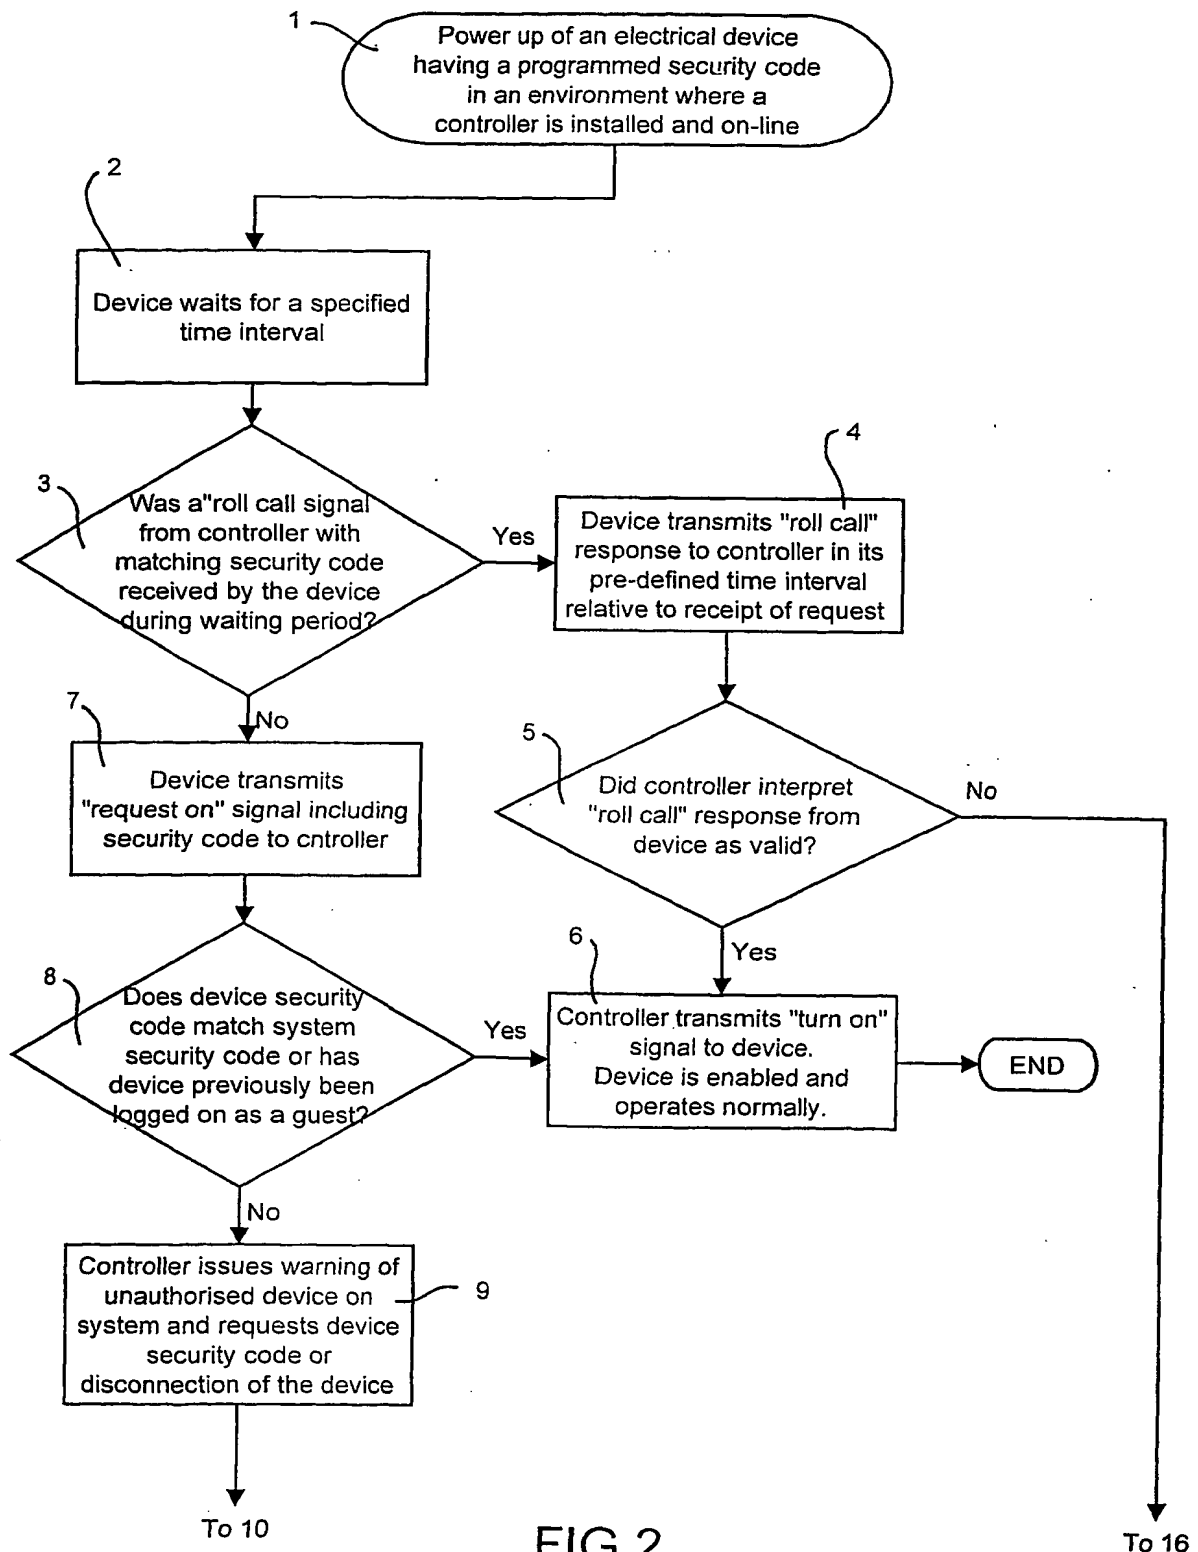 1
Power up of an electrical device
having a programmed security code
in an environment where a
controller is installed and on-line
2
Device waits for a specified
time interval
3
Was a"roll call signal
from controller with
matching security code
received by the device
during waiting period?
Yes
4
Device transmits "roll call"
response to controller in its
pre-defined time interval
relative to receipt of request
No
7
Device transmits
"request on" signal including
security code to cntroller
5
Did controller interpret
"roll call" response from
device as valid?
No
Yes
8
Does device security
code match system
security code or has
device previously been
logged on as a guest?
Yes
6
Controller transmits "turn on"
signal to device.
Device is enabled and
operates normally.
END
No
Controller issues warning of
unauthorised device on
system and requests device
security code or
disconnection of the device
9
To 10
FIG 2
To 16